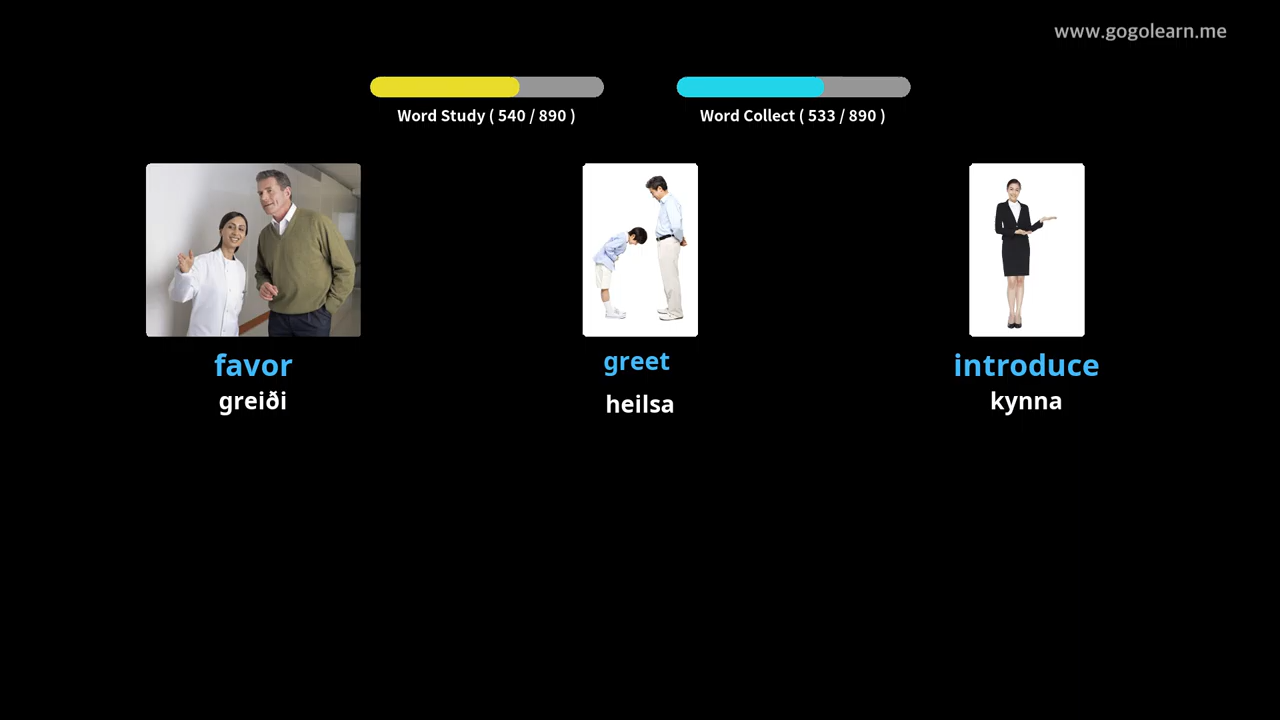 www.gogolearn.me
Word Study ( 540 / 890 )
Word Collect ( 533 / 890 )
favor
greiði
greet
heilsa
introduce
kynna